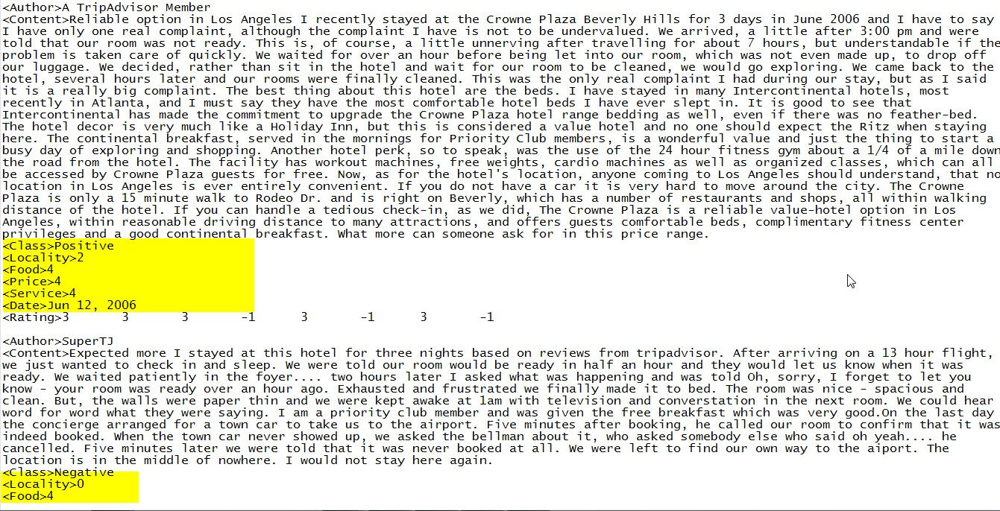 <Author>A TripAdvisor Member
<Content>Reliable option in Los Angeles I recently stayed at the Crowne Plaza Beverly Hills for 3 days in June 2006 and I have to say
I have only one real complaint, although the complaint I have is not to be undervalued. We arrived, a little after 3:00 pm and were
told that our room was not ready. This is, of course, a little unnerving after travelling for about 7 hours, but understandable if the
problem is taken care of quickly. We waited for over an hour before being let into our room, which was not even made up, to drop off
our luggage. We decided, rather than sit in the hotel and wait for our room to be cleaned, we would go exploring. We came back to the
hotel, several hours later and our rooms were finally cleaned. This was the only real complaint I had during our stay, but as I said
it is a really big complaint. The best thing about this hotel are the beds. I have stayed in many Intercontinental hotels, most
recently in Atlanta, and I must say they have the most comfortable hotel beds I have ever slept in. It is good to see that
Intercontinental has made the commitment to upgrade the Crowne Plaza hotel range bedding as well, even if there was no feather-bed.
The hotel decor is very much like a Holiday Inn, but this is considered a value hotel and no one should expect the Ritz when staying
here. The continental breakfast, served in the mornings for Priority Club members, is a wonderful value and just the thing to start a
busy day of exploring and shopping. Another hotel perk, so to speak, was the use of the 24 hour fitness gym about a 1/4 of a mile down
the road from the hotel. The facility has workout machines, free weights, cardio machines as well as organized classes, which can all
be accessed by Crowne Plaza guests for free. Now, as for the hotel's location, anyone coming to Los Angeles should understand, that no
location in Los Angeles is ever entirely convenient. If you do not have a car it is very hard to move around the city. The Crowne
Plaza is only a 15 minute walk to Rodeo Dr. and is right on Beverly, which has a number of restaurants and shops, all within walking
distance of the hotel. If you can handle a tedious check-in, as we did, The Crowne Plaza is a reliable value-hotel option in Los
Angeles, within reasonable driving distance to many attractions, and offers guests comfortable beds, complimentary fitness center
privileges and a good continental breakfast. What more can someone ask for in this price range.
<Class>Positive
<Locality>2
<Food>4
<Price>4
<Service>4
<Date>Jun 12, 2006
<Rating>3 3 3 -1 3 -1 3 -1
<Author>SuperTJ
<Content>Expected more I stayed at this hotel for three nights based on reviews from tripadvisor. After arriving on a 13 hour flight,
we just wanted to check in and sleep. We were told our room would be ready in half an hour and they would let us know when it was
ready. We waited patiently in the foyer.... two hours later I asked what was happening and was told Oh, sorry, I forget to let you
know - your room was ready over an hour ago. Exhausted and frustrated we finally made it to bed. The room was nice - spacious and
clean. But, the walls were paper thin and we were kept awake at 1am with television and converstation in the next room. We could hear
word for word what they were saying. I am a priority club member and was given the free breakfast which was very good.On the last day
the concierge arranged for a town car to take us to the airport. Five minutes after booking, he called our room to confirm that it was
indeed booked. When the town car never showed up, we asked the bellman about it, who asked somebody else who said oh yeah.... he
cancelled. Five minutes later we were told that it was never booked at all. We were left to find our own way to the aiport. The
location is in the middle of nowhere. I would not stay here again.
<Class>Negative
<Locality>0
<Food>4